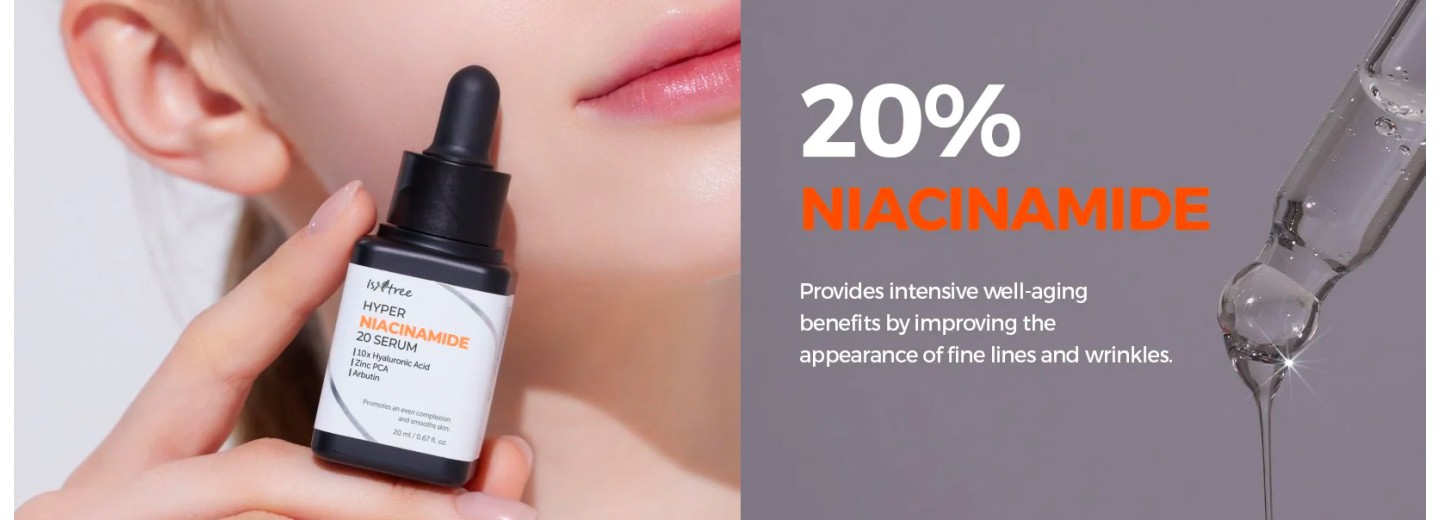 Isntree
HYPER
NIACINAMIDE
20 SERUM
10x Hyaluronic Acid
Zinc PCA
Arbutin
Promotes an even complexion
and smooths skin.
20 ml / 0.67 fl. oz.
20%
NIACINAMIDE
Provides intensive well-aging
benefits by improving the
appearance of fine lines and wrinkles.